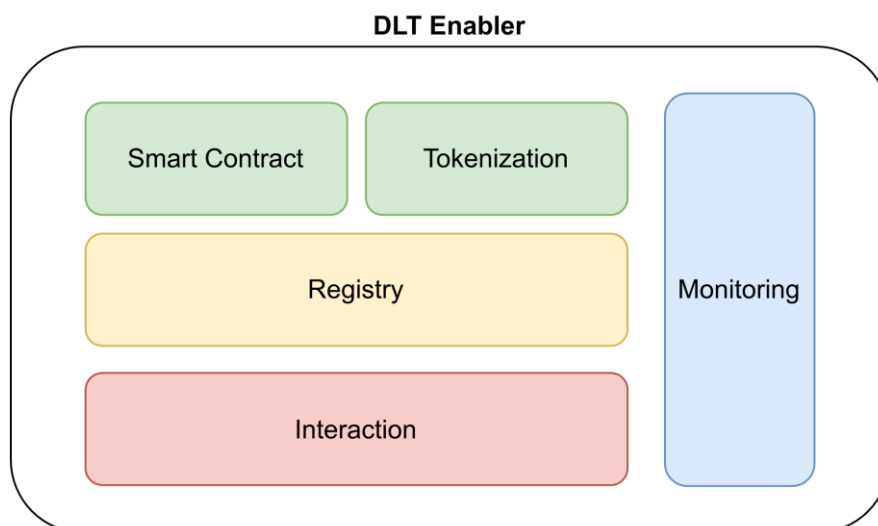 DLT Enabler
Smart Contract
Tokenization
Registry
Monitoring
Interaction